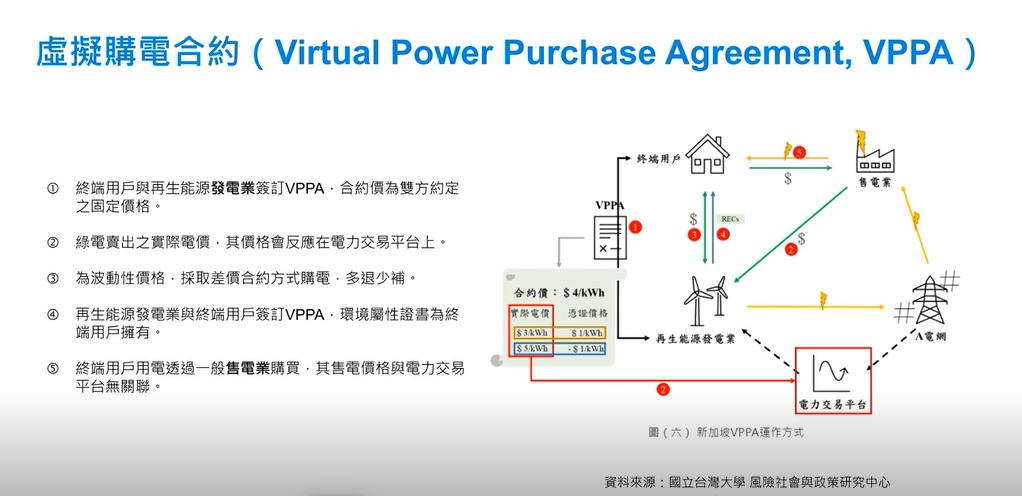 虛擬購電合約（Virtual Power Purchase Agreement, VPPA）
① 終端用戶與再生能源發電業簽訂VPPA，合約價為雙方約定
之固定價格。
② 綠電賣出之實際電價，其價格會反應在電力交易平台上。
③ 為波動性價格，採取差價合約方式購電，多退少補。
④ 再生能源發電業與終端用戶簽訂VPPA，環境屬性證書為終
端用戶擁有。
⑤ 終端用戶用電透過一般售電業購買，其售電價格與電力交易
平台無關聯。
終端用戶
5
$
售電業
VPPA
1
$
RECs
3
4
$
2
合約價：$4/kWh
實際電價 憑證價格
$3/kWh $1/kWh
$5/kWh -$1/kWh
再生能源發電業
A電網
2
電力交易平台
圖（六） 新加坡VPPA運作方式
資料來源：國立台灣大學 風險社會與政策研究中心